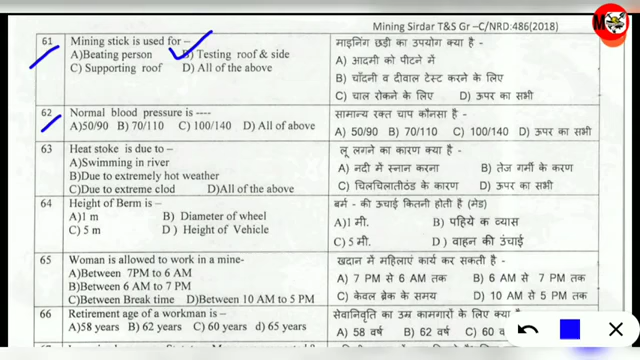 Mining Sirdar T&S Gr –C/NRD:486(2018)
61 Mining stick is used for – माइनिंग छड़ी का उपयोग क्या है -
A)Beating person B) Testing roof & side A) आदमी को पीटने में
C) Supporting roof D) All of the above B) चाँदनी व दीवाल टेस्ट करने के लिए
C) चाल रोकने के लिए D) ऊपर का सभी
62 Normal blood pressure is ---- सामान्य रक्त चाप कौनसा है -
A)50/90 B) 70/110 C) 100/140 D) All of above A) 50/90 B) 70/110 C) 100/140 D) ऊपर का सभी
63 Heat stoke is due to – लू लगने का कारण क्या है -
A)Swimming in river A) नदी में स्नान करना B) तेज गर्मी के करण
B)Due to extremely hot weather
C)Due to extreme clod D)All of the above C) चिलचिलाती ठंड के कारण D) ऊपर का सभी
64 Height of Berm is – बर्म - की ऊचाई कितनी होती है (मेड)
A)1 m B) Diameter of wheel A)1 मी. B) पहिये क व्यास
C) 5 m D ) Height of Vehicle C)5 मी. D ) वाहन की उंचाई
65 Woman is allowed to work in a mine- खदान में महिलाएं कार्य कर सकती है -
A)Between 7PM to 6 AM A) 7 PM से 6 AM तक B) 6 AM से 7 PM तक
B)Between 6 AM to 7 PM
C)Between Break time D)Between 10 AM to 5 PM C) केवल ब्रेक के समय D) 10 AM से 5 PM तक
66 Retirement age of a workman is – सेवानिवृति का उम्र कामगारों के लिए क्या
A)58 years B) 62 years C) 60 years d) 65 years A) 58 वर्ष B) 62 वर्ष C) 60